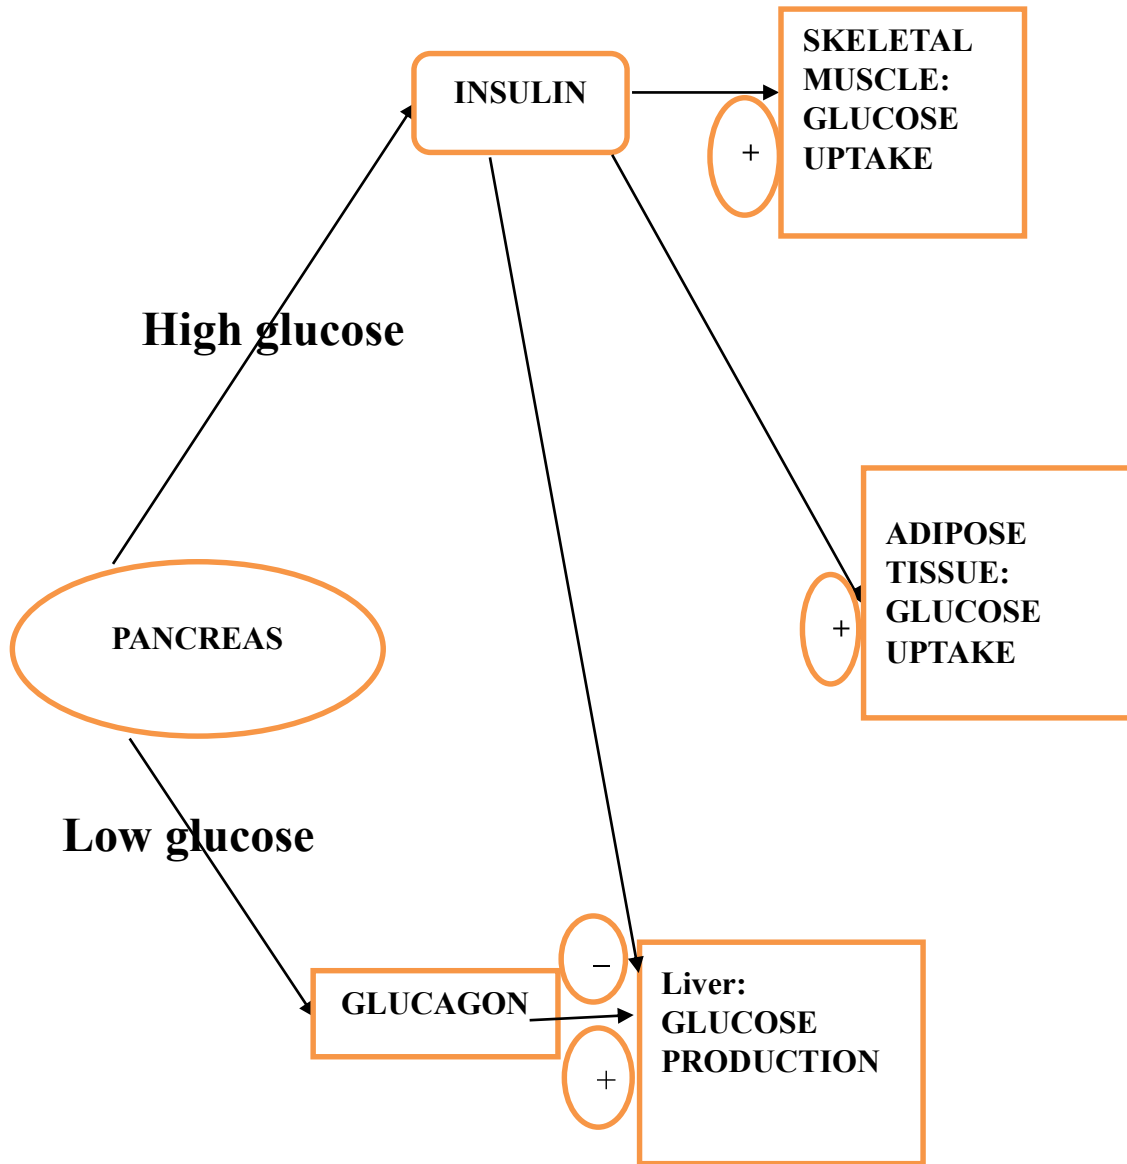 INSULIN
SKELETAL
MUSCLE:
GLUCOSE
UPTAKE
+
High glucose
ADIPOSE
TISSUE:
GLUCOSE
UPTAKE
+
PANCREAS
Low glucose
GLUCAGON
–
+
Liver:
GLUCOSE
PRODUCTION